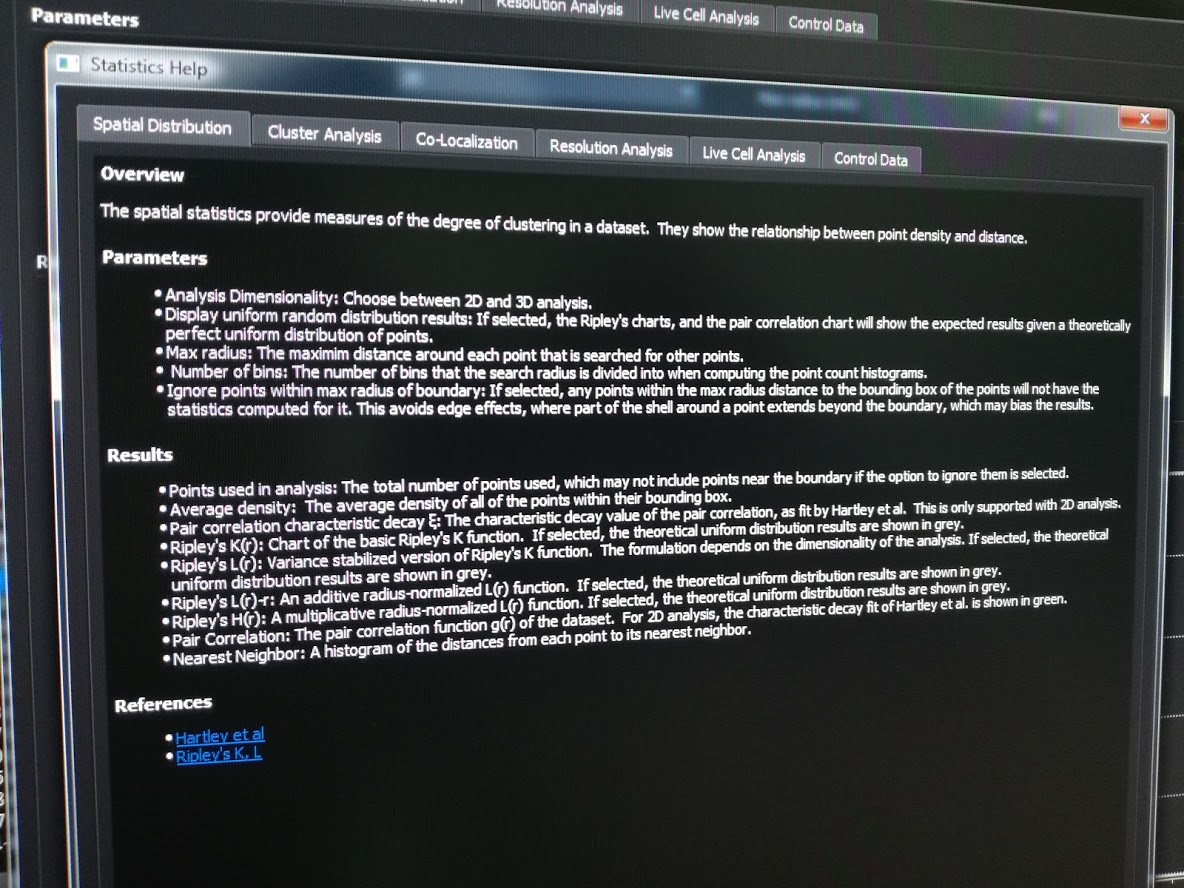 Parameters
Resolution Analysis
Live Cell Analysis
Control Data
Statistics Help
Spatial Distribution
Cluster Analysis
Co-Localization
Resolution Analysis
Live Cell Analysis
Control Data
Overview
The spatial statistics provide measures of the degree of clustering in a dataset. They show the relationship between point density and distance.
Parameters
• Analysis Dimensionality: Choose between 2D and 3D analysis.
• Display uniform random distribution results: If selected, the Ripley's charts, and the pair correlation chart will show the expected results given a theoretically
perfect uniform distribution of points.
• Max radius: The maximim distance around each point that is searched for other points.
• Number of bins: The number of bins that the search radius is divided into when computing the point count histograms.
• Ignore points within max radius of boundary: If selected, any points within the max radius distance to the bounding box of the points will not have the
statistics computed for it. This avoids edge effects, where part of the shell around a point extends beyond the boundary, which may bias the results.
Results
• Points used in analysis: The total number of points used, which may not include points near the boundary if the option to ignore them is selected.
• Average density: The average density of all of the points within their bounding box.
• Pair correlation characteristic decay ξ: The characteristic decay value of the pair correlation, as fit by Hartley et al. This is only supported with 2D analysis.
• Ripley's K(r): Chart of the basic Ripley's K function. If selected, the theoretical uniform distribution results are shown in grey.
• Ripley's L(r): Variance stabilized version of Ripley's K function. The formulation depends on the dimensionality of the analysis. If selected, the theoretical
uniform distribution results are shown in grey.
• Ripley's L(r)-r: An additive radius-normalized L(r) function. If selected, the theoretical uniform distribution results are shown in grey.
• Ripley's H(r): A multiplicative radius-normalized L(r) function. If selected, the theoretical uniform distribution results are shown in grey.
• Pair Correlation: The pair correlation function g(r) of the dataset. For 2D analysis, the characteristic decay fit of Hartley et al. is shown in green.
• Nearest Neighbor: A histogram of the distances from each point to its nearest neighbor.
References
• Hartley et al
• Ripley's K, L